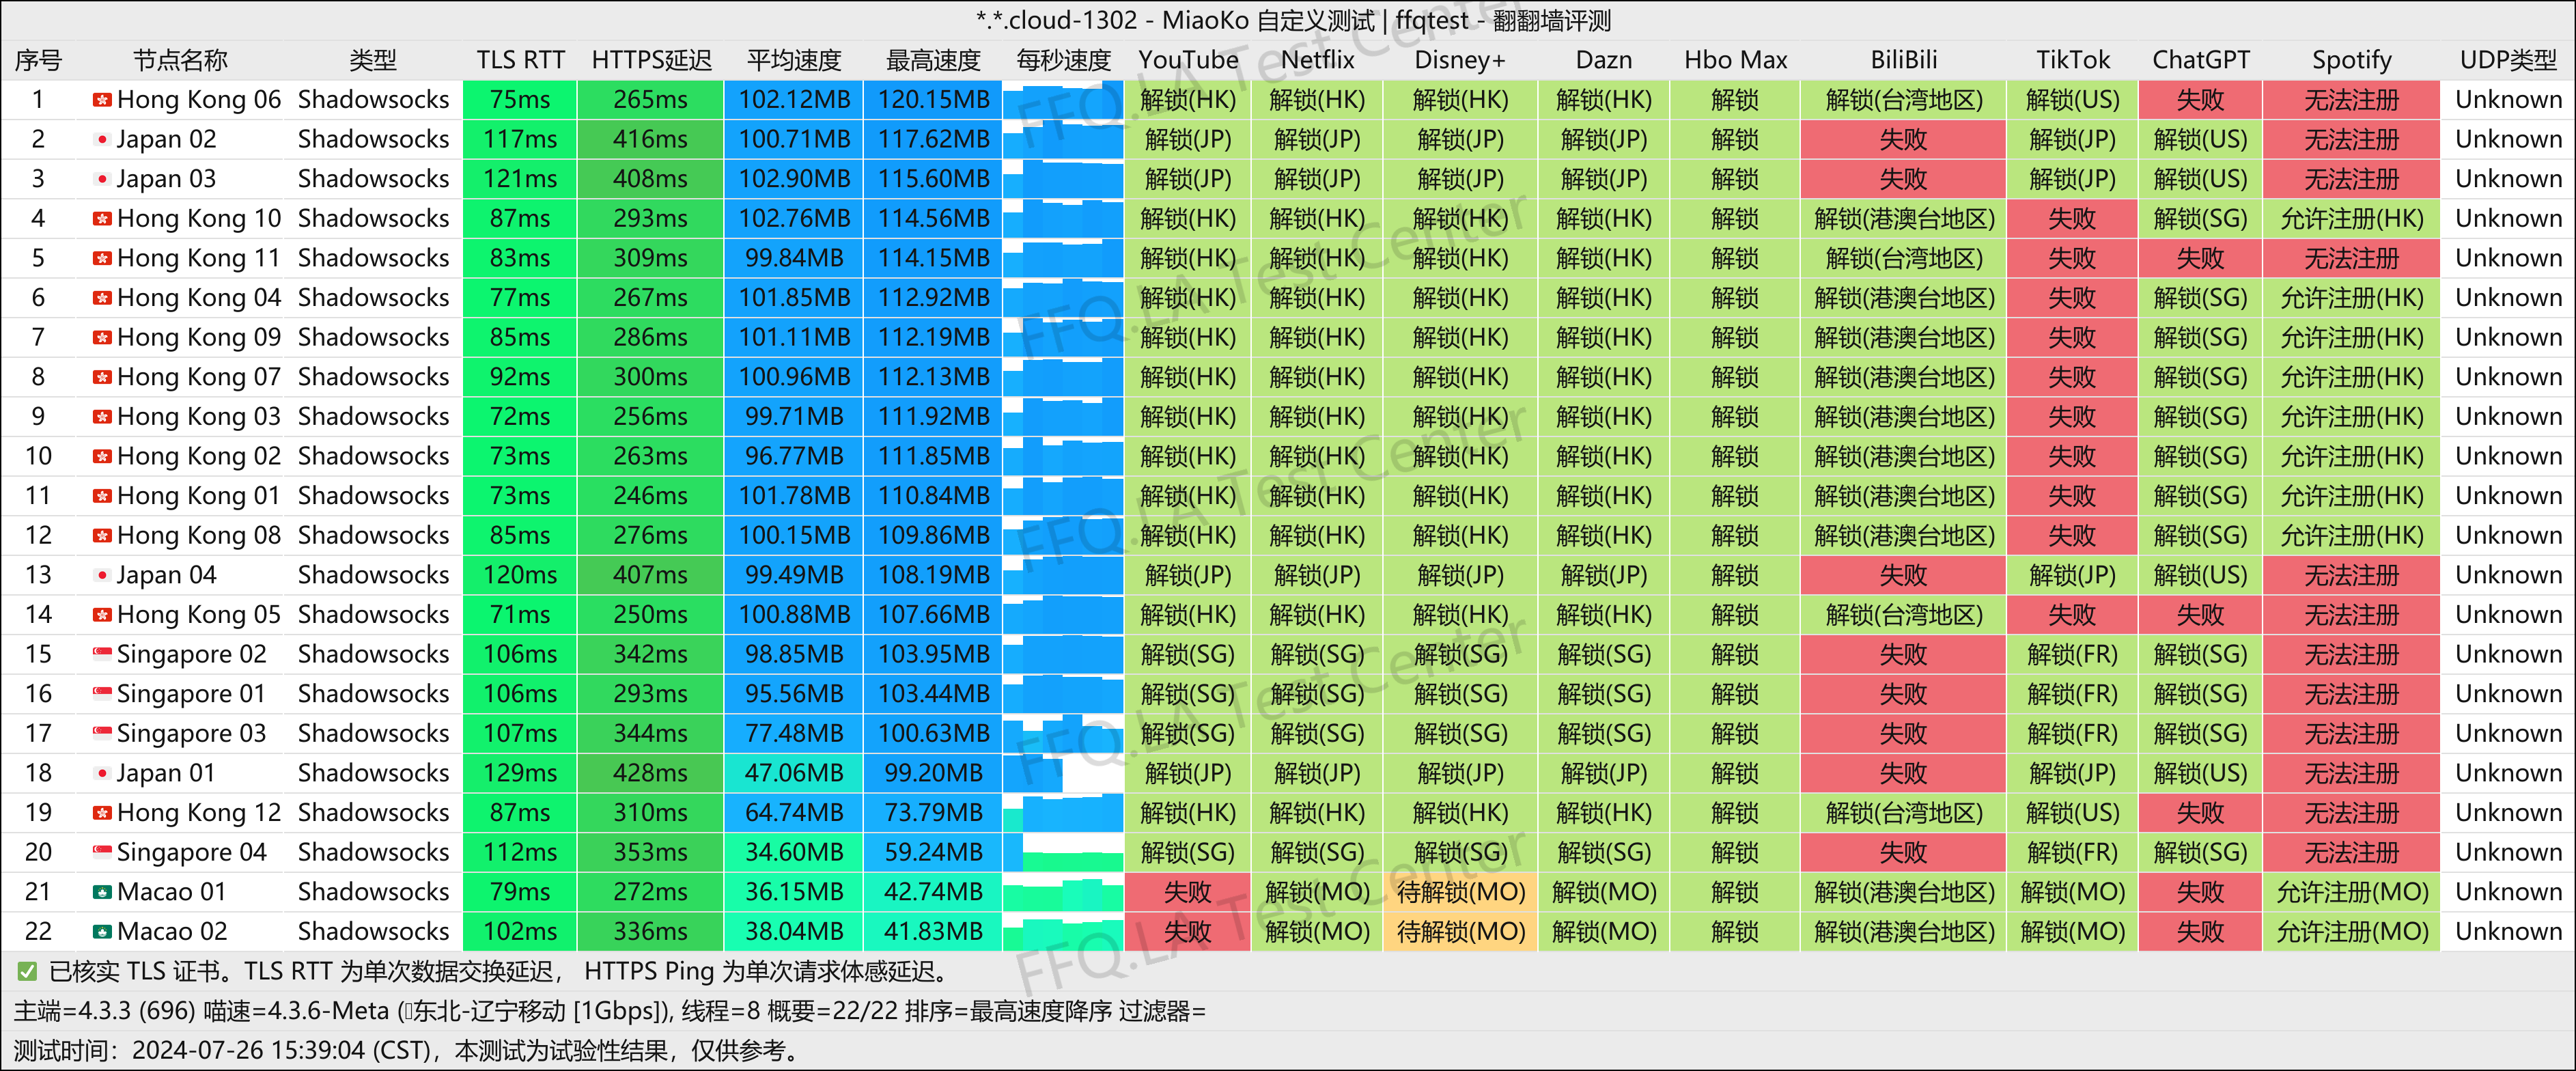 *.*.cloud-1302 - MiaoKo 自定义测试 | ffqtest - 翻翻墙评测
序号 节点名称 类型 TLS RTT HTTPS延迟 平均速度 最高速度 每秒速度 YouTube Netflix Disney+ Dazn Hbo Max BiliBili TikTok ChatGPT Spotify UDP类型
1 Hong Kong 06 Shadowsocks 75ms 265ms 102.12MB 120.15MB 解锁(HK) 解锁(HK) 解锁(HK) 解锁(HK) 解锁 解锁(台湾地区) 解锁(US) 失败 无法注册 Unknown
2 Japan 02 Shadowsocks 117ms 416ms 100.71MB 117.62MB 解锁(JP) 解锁(JP) 解锁(JP) 解锁(JP) 解锁 失败 解锁(JP) 解锁(US) 无法注册 Unknown
3 Japan 03 Shadowsocks 121ms 408ms 102.90MB 115.60MB 解锁(JP) 解锁(JP) 解锁(JP) 解锁(JP) 解锁 失败 解锁(JP) 解锁(US) 无法注册 Unknown
4 Hong Kong 10 Shadowsocks 87ms 293ms 102.76MB 114.56MB 解锁(HK) 解锁(HK) 解锁(HK) 解锁(HK) 解锁 解锁(港澳台地区) 失败 解锁(SG) 允许注册(HK) Unknown
5 Hong Kong 11 Shadowsocks 83ms 309ms 99.84MB 114.15MB 解锁(HK) 解锁(HK) 解锁(HK) 解锁(HK) 解锁 解锁(台湾地区) 失败 失败 无法注册 Unknown
6 Hong Kong 04 Shadowsocks 77ms 267ms 101.85MB 112.92MB 解锁(HK) 解锁(HK) 解锁(HK) 解锁(HK) 解锁 解锁(港澳台地区) 失败 解锁(SG) 允许注册(HK) Unknown
7 Hong Kong 09 Shadowsocks 85ms 286ms 101.11MB 112.19MB 解锁(HK) 解锁(HK) 解锁(HK) 解锁(HK) 解锁 解锁(港澳台地区) 失败 解锁(SG) 允许注册(HK) Unknown
8 Hong Kong 07 Shadowsocks 92ms 300ms 100.96MB 112.13MB 解锁(HK) 解锁(HK) 解锁(HK) 解锁(HK) 解锁 解锁(港澳台地区) 失败 解锁(SG) 允许注册(HK) Unknown
9 Hong Kong 03 Shadowsocks 72ms 256ms 99.71MB 111.92MB 解锁(HK) 解锁(HK) 解锁(HK) 解锁(HK) 解锁 解锁(港澳台地区) 失败 解锁(SG) 允许注册(HK) Unknown
10 Hong Kong 02 Shadowsocks 73ms 263ms 96.77MB 111.85MB 解锁(HK) 解锁(HK) 解锁(HK) 解锁(HK) 解锁 解锁(港澳台地区) 失败 解锁(SG) 允许注册(HK) Unknown
11 Hong Kong 01 Shadowsocks 73ms 246ms 101.78MB 110.84MB 解锁(HK) 解锁(HK) 解锁(HK) 解锁(HK) 解锁 解锁(港澳台地区) 失败 解锁(SG) 允许注册(HK) Unknown
12 Hong Kong 08 Shadowsocks 85ms 276ms 100.15MB 109.86MB 解锁(HK) 解锁(HK) 解锁(HK) 解锁(HK) 解锁 解锁(港澳台地区) 失败 解锁(SG) 允许注册(HK) Unknown
13 Japan 04 Shadowsocks 120ms 407ms 99.49MB 108.19MB 解锁(JP) 解锁(JP) 解锁(JP) 解锁(JP) 解锁 失败 解锁(JP) 解锁(US) 无法注册 Unknown
14 Hong Kong 05 Shadowsocks 71ms 250ms 100.88MB 107.66MB 解锁(HK) 解锁(HK) 解锁(HK) 解锁(HK) 解锁 解锁(台湾地区) 失败 失败 无法注册 Unknown
15 Singapore 02 Shadowsocks 106ms 342ms 98.85MB 103.95MB 解锁(SG) 解锁(SG) 解锁(SG) 解锁(SG) 解锁 失败 解锁(FR) 解锁(SG) 无法注册 Unknown
16 Singapore 01 Shadowsocks 106ms 293ms 95.56MB 103.44MB 解锁(SG) 解锁(SG) 解锁(SG) 解锁(SG) 解锁 失败 解锁(FR) 解锁(SG) 无法注册 Unknown
17 Singapore 03 Shadowsocks 107ms 344ms 77.48MB 100.63MB 解锁(SG) 解锁(SG) 解锁(SG) 解锁(SG) 解锁 失败 解锁(FR) 解锁(SG) 无法注册 Unknown
18 Japan 01 Shadowsocks 129ms 428ms 47.06MB 99.20MB 解锁(JP) 解锁(JP) 解锁(JP) 解锁(JP) 解锁 失败 解锁(JP) 解锁(US) 无法注册 Unknown
19 Hong Kong 12 Shadowsocks 87ms 310ms 64.74MB 73.79MB 解锁(HK) 解锁(HK) 解锁(HK) 解锁(HK) 解锁 解锁(台湾地区) 解锁(US) 失败 无法注册 Unknown
20 Singapore 04 Shadowsocks 112ms 353ms 34.60MB 59.24MB 解锁(SG) 解锁(SG) 解锁(SG) 解锁(SG) 解锁 失败 解锁(FR) 解锁(SG) 无法注册 Unknown
21 Macao 01 Shadowsocks 79ms 272ms 36.15MB 42.74MB 失败 解锁(MO) 待解锁(MO) 解锁(MO) 解锁 解锁(港澳台地区) 解锁(MO) 失败 允许注册(MO) Unknown
22 Macao 02 Shadowsocks 102ms 336ms 38.04MB 41.83MB 失败 解锁(MO) 待解锁(MO) 解锁(MO) 解锁 解锁(港澳台地区) 解锁(MO) 失败 允许注册(MO) Unknown
✅ 已核实 TLS 证书。TLS RTT 为单次数据交换延迟， HTTPS Ping 为单次请求体感延迟。
主端=4.3.3 (696) 喵速=4.3.6-Meta (东北-辽宁移动 [1Gbps]), 线程=8 概要=22/22 排序=最高速度降序 过滤器=
测试时间：2024-07-26 15:39:04 (CST)，本测试为试验性结果，仅供参考。
FFQ.LA Test Center
FFQ.LA Test Center
FFQ.LA Test Center
FFQ.LA Test Center
FFQ.LA Test Center